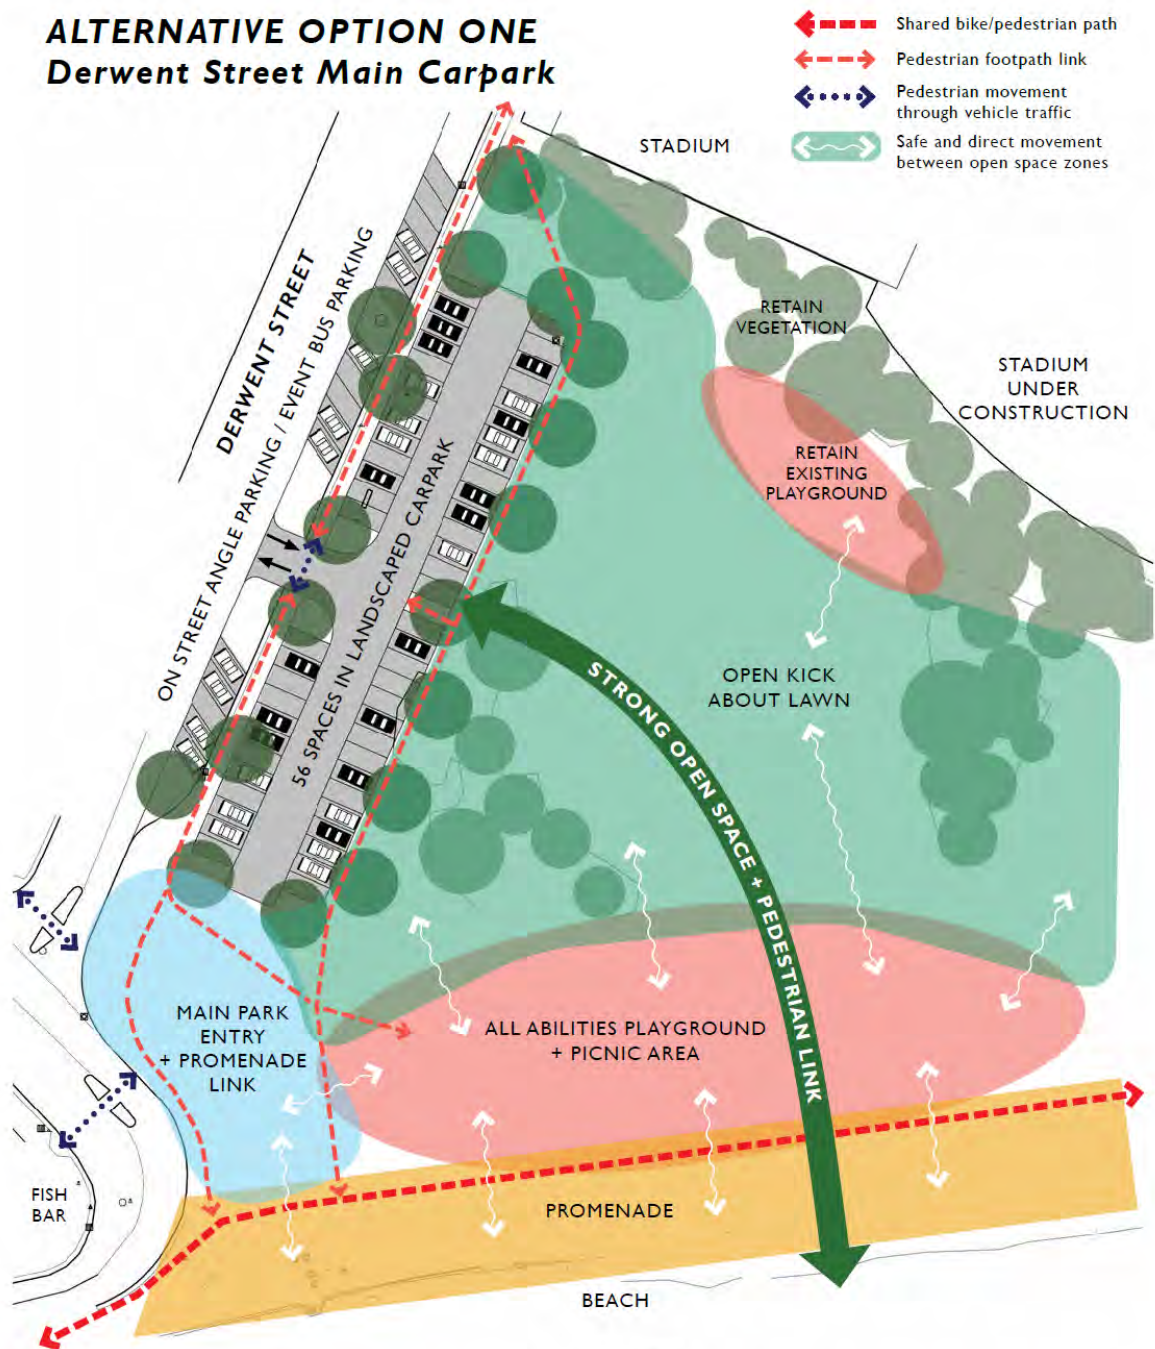 ALTERNATIVE OPTION ONE
Derwent Street Main Carpark
Shared bike/pedestrian path
Pedestrian footpath link
Pedestrian movement
through vehicle traffic
Safe and direct movement
between open space zones
STADIUM
RETAIN
VEGETATION
STADIUM
UNDER
CONSTRUCTION
DERWENT STREET
ON STREET ANGLE PARKING / EVENT BUS PARKING
56 SPACES IN LANDSCAPED CARPARK
RETAIN
EXISTING
PLAYGROUND
OPEN KICK
ABOUT LAWN
STRONG OPEN SPACE + PEDESTRIAN LINK
MAIN PARK
ENTRY
+ PROMENADE
LINK
ALL ABILITIES PLAYGROUND
+ PICNIC AREA
FISH
BAR
PROMENADE
BEACH